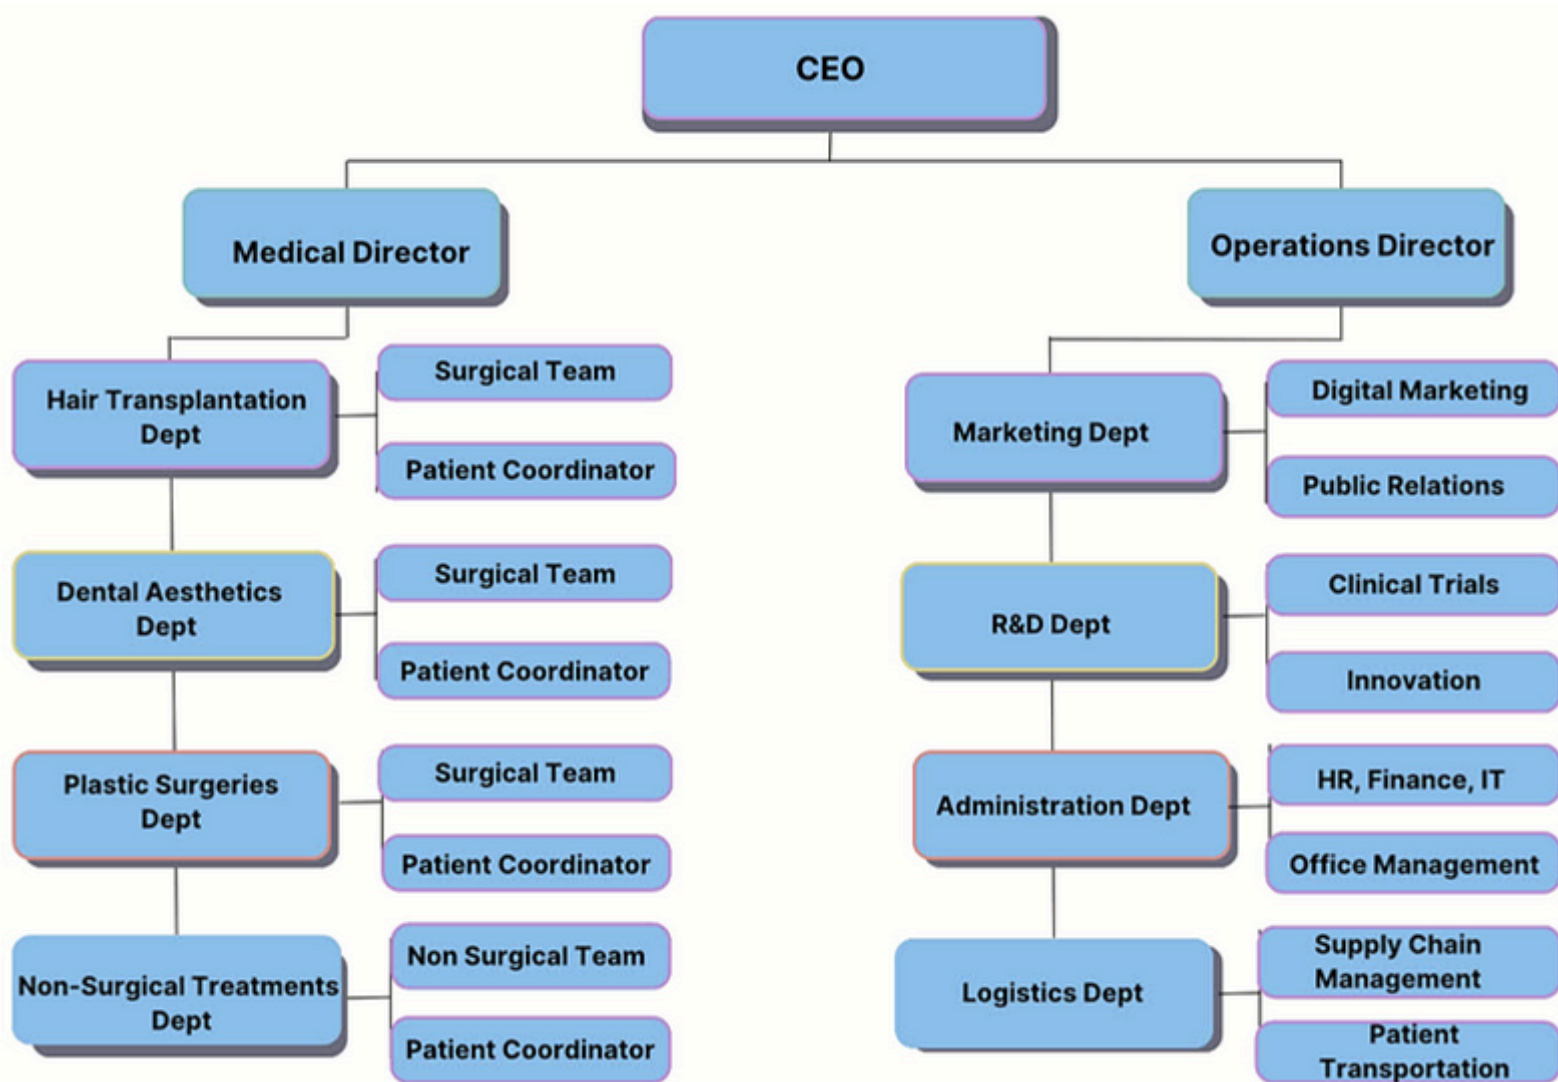 CEO
Medical Director
Operations Director
Hair Transplantation
Dept
Surgical Team
Patient Coordinator
Dental Aesthetics
Dept
Surgical Team
Patient Coordinator
Plastic Surgeries
Dept
Surgical Team
Patient Coordinator
Non-Surgical Treatments
Dept
Non Surgical Team
Patient Coordinator
Marketing Dept
Digital Marketing
Public Relations
R&D Dept
Clinical Trials
Innovation
Administration Dept
HR, Finance, IT
Office Management
Logistics Dept
Supply Chain
Management
Patient
Transportation